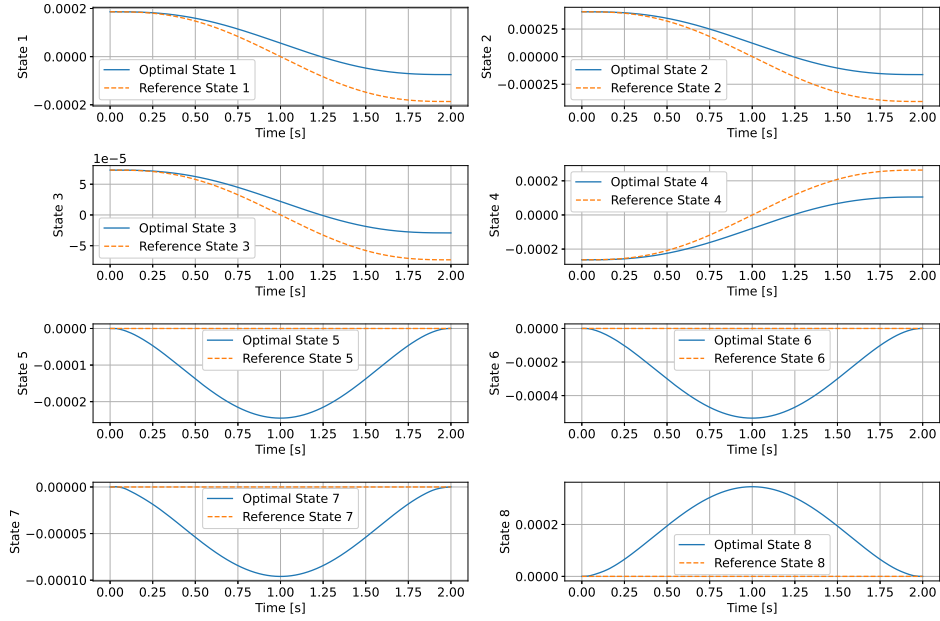 0.0002
0.0000
−0.0002
State 1
Optimal State 1
Reference State 1
0.00 0.25 0.50 0.75 1.00 1.25 1.50 1.75 2.00
Time [s]
0.00025
0.00000
−0.00025
State 2
Optimal State 2
Reference State 2
0.00 0.25 0.50 0.75 1.00 1.25 1.50 1.75 2.00
Time [s]
1e−5
5
0
−5
State 3
Optimal State 3
Reference State 3
0.00 0.25 0.50 0.75 1.00 1.25 1.50 1.75 2.00
Time [s]
0.0002
0.0000
−0.0002
State 4
Optimal State 4
Reference State 4
0.00 0.25 0.50 0.75 1.00 1.25 1.50 1.75 2.00
Time [s]
0.0000
−0.0001
−0.0002
State 5
Optimal State 5
Reference State 5
0.00 0.25 0.50 0.75 1.00 1.25 1.50 1.75 2.00
Time [s]
0.0000
−0.0002
−0.0004
State 6
Optimal State 6
Reference State 6
0.00 0.25 0.50 0.75 1.00 1.25 1.50 1.75 2.00
Time [s]
0.00000
−0.00005
−0.00010
State 7
Optimal State 7
Reference State 7
0.00 0.25 0.50 0.75 1.00 1.25 1.50 1.75 2.00
Time [s]
0.0002
0.0000
State 8
Optimal State 8
Reference State 8
0.00 0.25 0.50 0.75 1.00 1.25 1.50 1.75 2.00
Time [s]